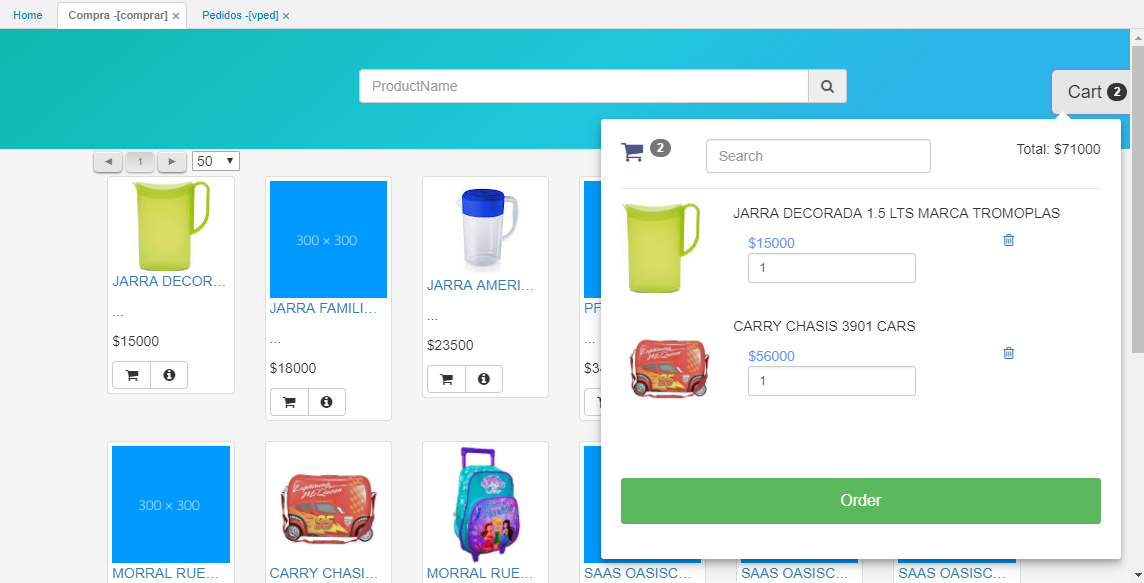 Home Compra -[comprar] × Pedidos -[vped] ×
ProductName
Cart 2
◄ 1 ► 50 ▼
2 Search Total: $71000
JARRA DECORADA 1.5 LTS MARCA TROMOPLAS
$15000
1
CARRY CHASIS 3901 CARS
$56000
1
Order
JARRA DECOR...
...
$15000
300 × 300
JARRA FAMILI...
...
$18000
JARRA AMERI...
...
$23500
PF
...
300 × 300
MORRAL RUE...
CARRY CHASI...
MORRAL RUE...
SAAS OASISC...
SAAS OASISC...
SAAS OASISC...